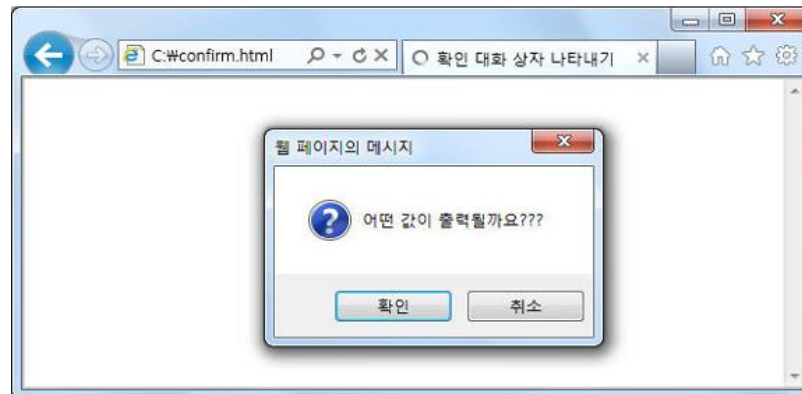 C:₩confirm.html
확인 대화 상자 나타내기
웹 페이지의 메시지
어떤 값이 출력될까요???
확인
취소